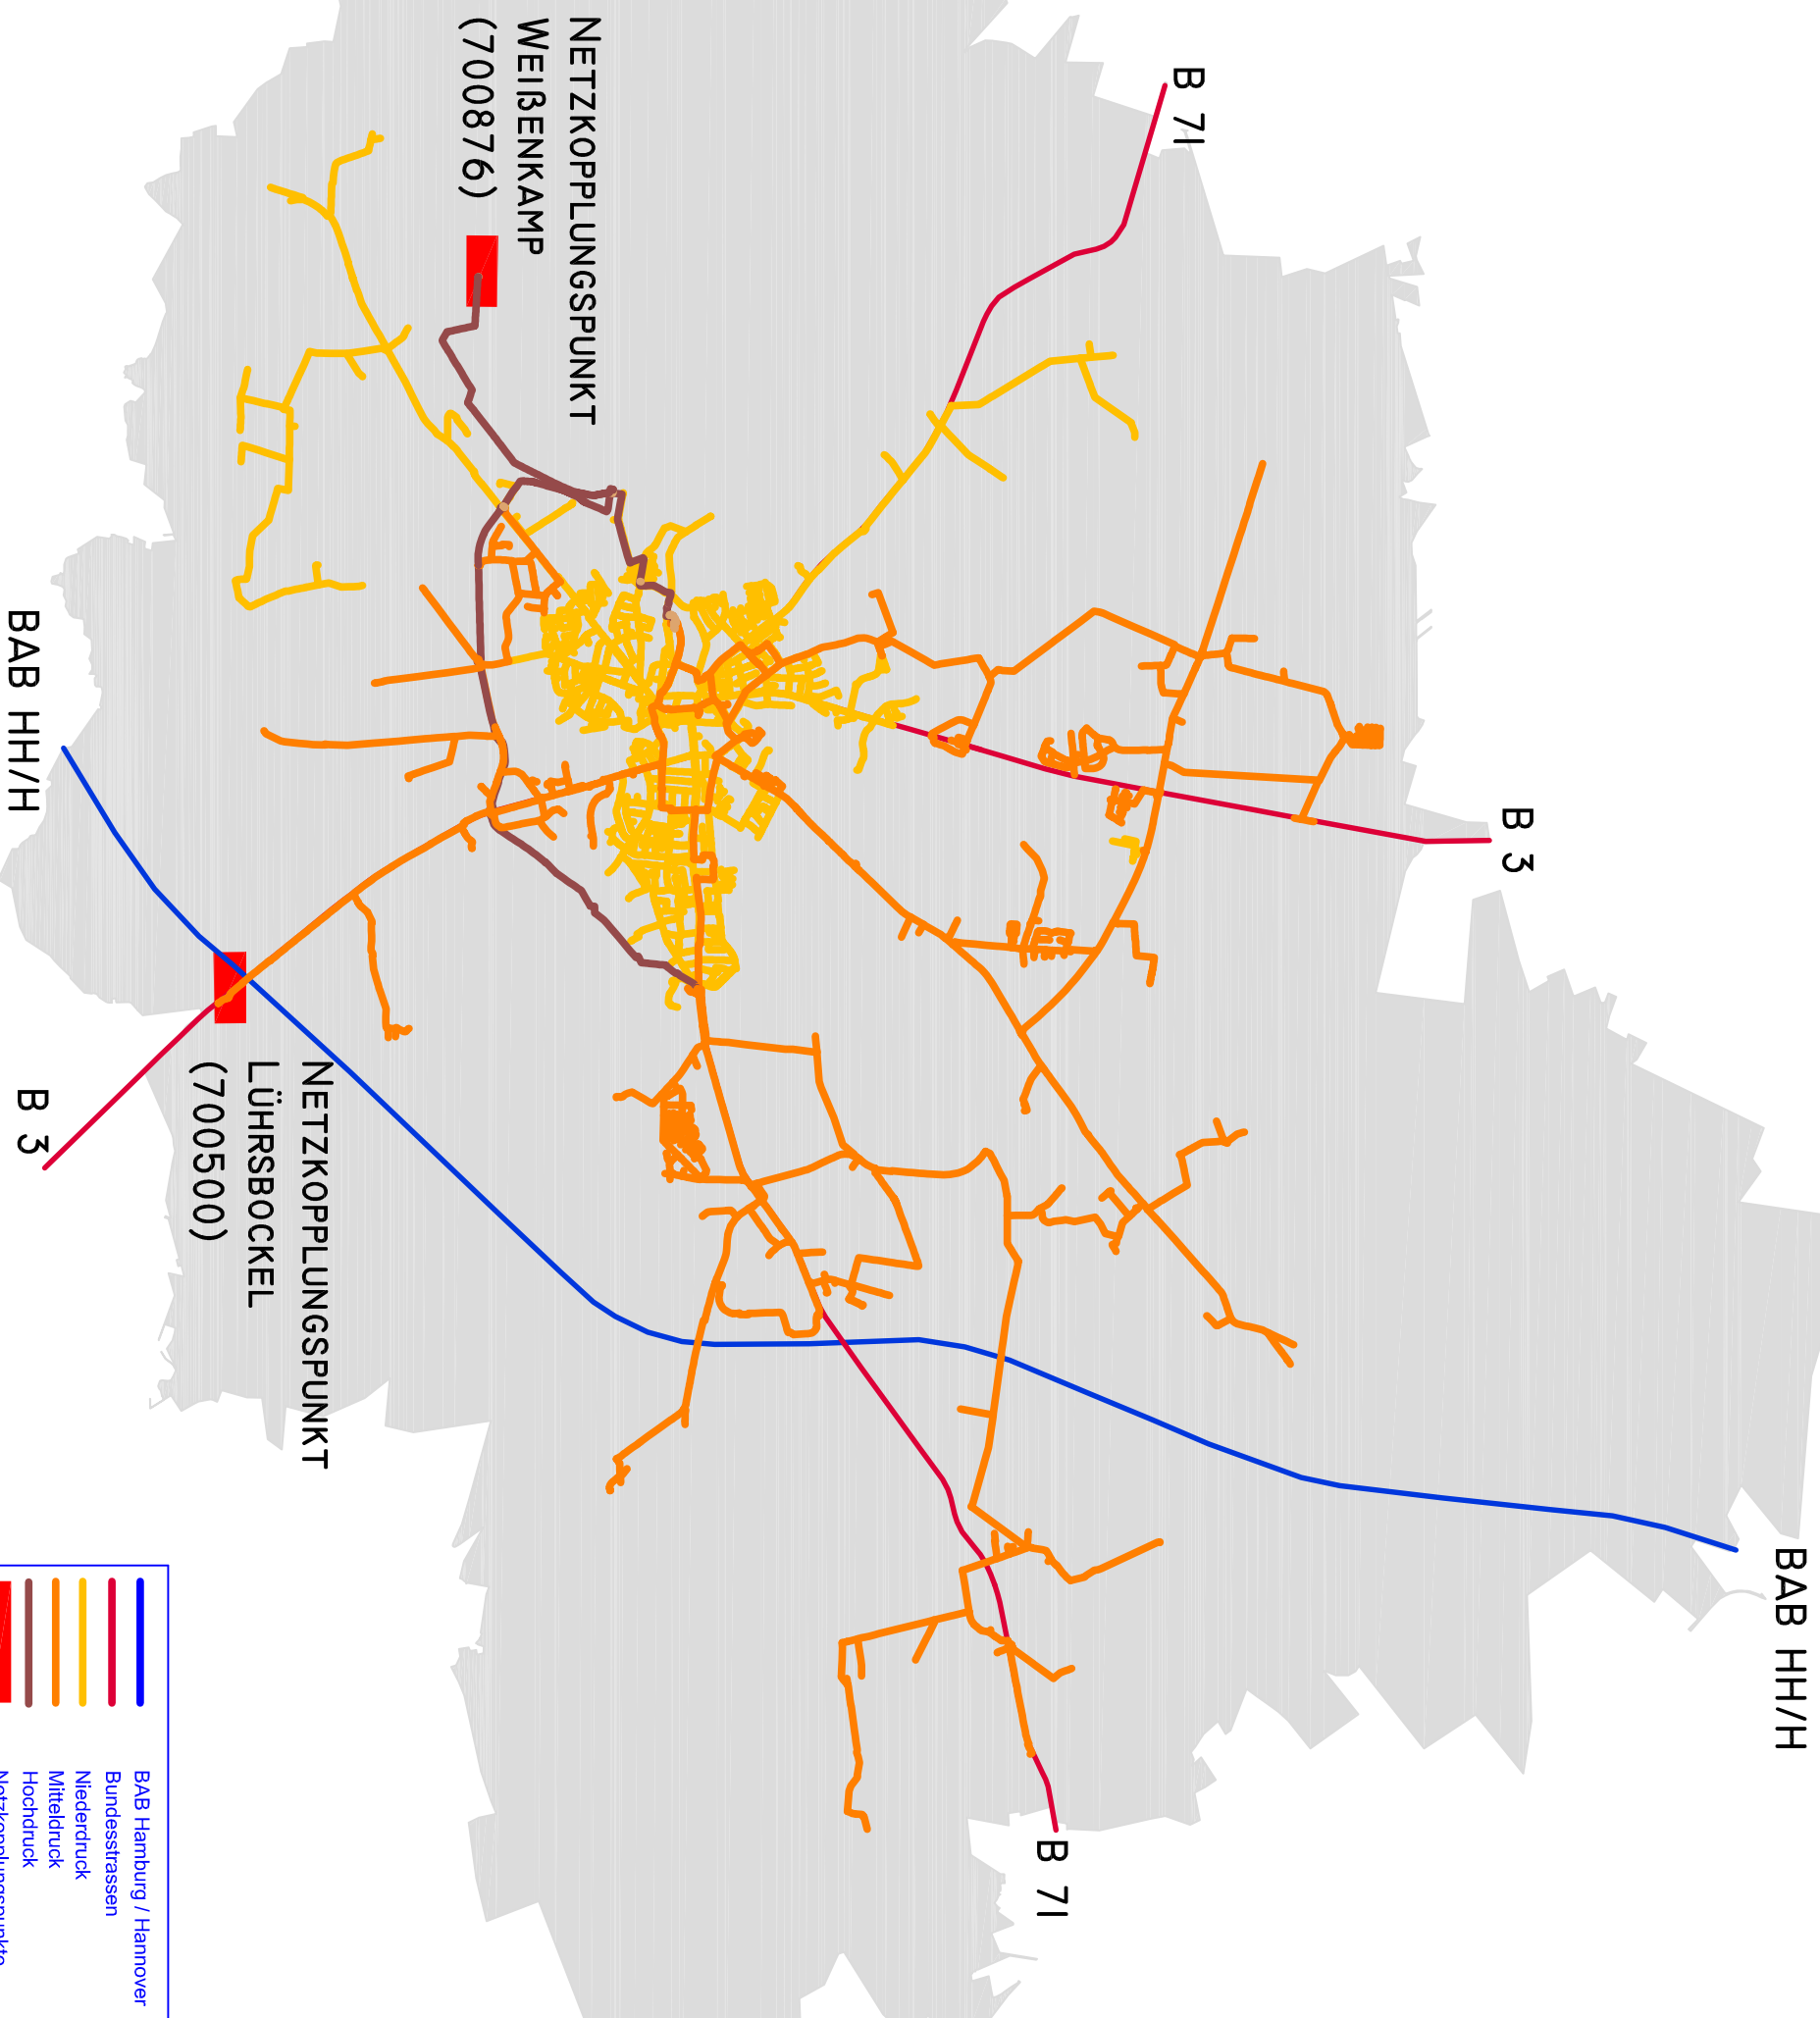 NETZKOPPLUNGSPUNKT
WEIßENKAMP
(700876)
B 71
B 3
BAB HH/H
BAB HH/H
B 3
NETZKOPPLUNGSPUNKT
LÜHRSBOCKEL
(700500)
B 71
BAB Hamburg / Hannover
Bundesstrassen
Niederdruck
Mitteldruck
Hochdruck
Netzkopplungspunkte